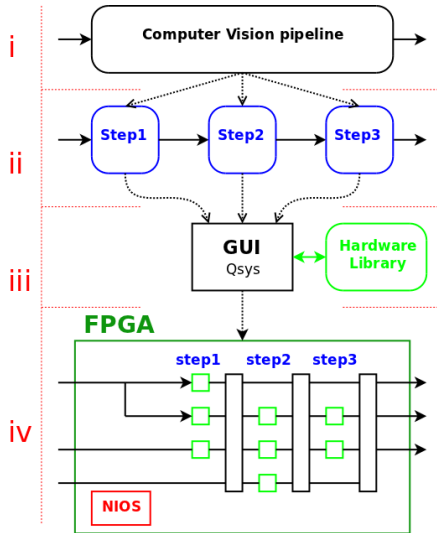 i
Computer Vision pipeline
ii
Step1
Step2
Step3
iii
GUI
Qsys
Hardware
Library
iv
FPGA
step1
step2
step3
NIOS